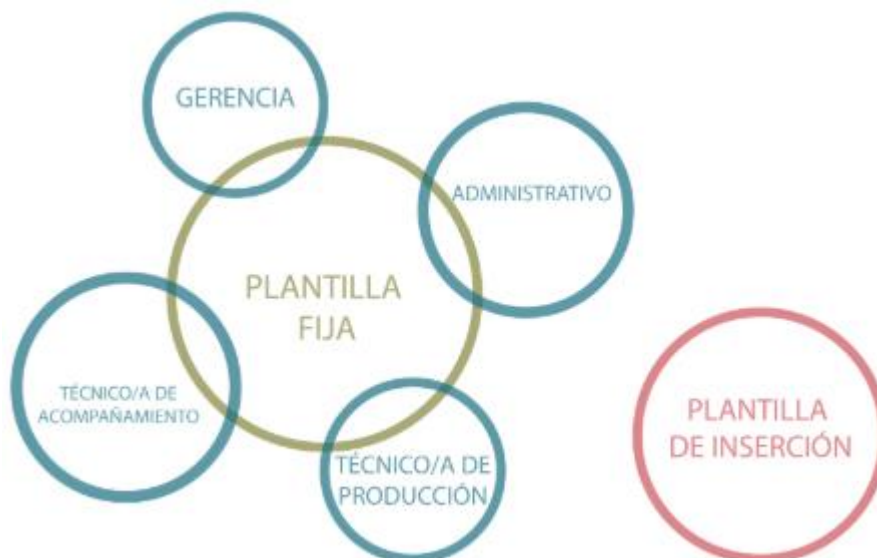 GERENCIA
ADMINISTRATIVO
PLANTILLA
FIJA
TÉCNICO/A DE
ACOMPAÑAMIENTO
TÉCNICO/A DE
PRODUCCIÓN
PLANTILLA
DE INSERCIÓN